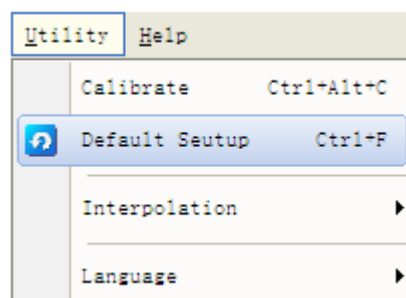 Utility Help
Calibrate Ctrl+Alt+C
Default Seutup Ctrl+F
Interpolation
Language